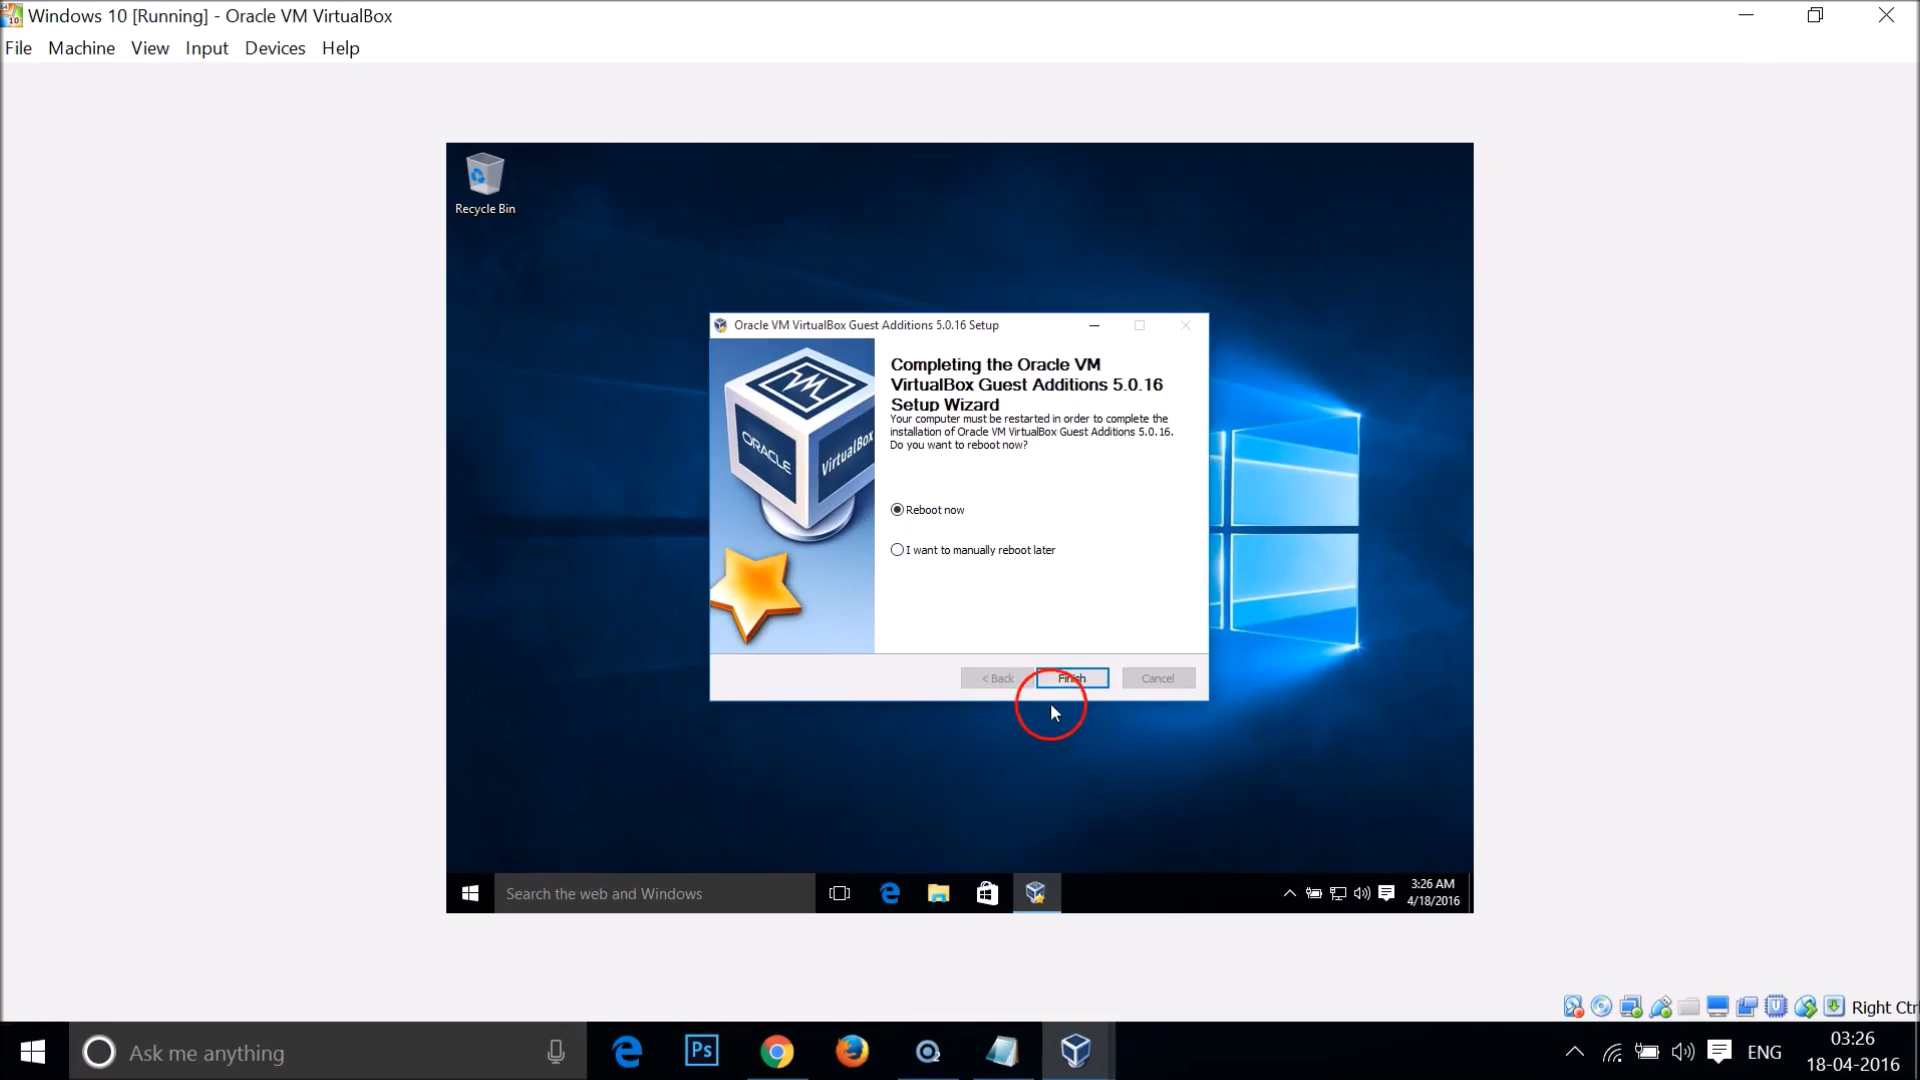 Windows 10 [Running] - Oracle VM VirtualBox
File Machine View Input Devices Help
Recycle Bin
Oracle VM VirtualBox Guest Additions 5.0.16 Setup
ORACLE
VirtualBox
Completing the Oracle VM
VirtualBox Guest Additions 5.0.16
Setup Wizard
Your computer must be restarted in order to complete the
installation of Oracle VM VirtualBox Guest Additions 5.0.16.
Do you want to reboot now?
Reboot now
I want to manually reboot later
< Back Finish Cancel
Search the web and Windows
3:26 AM
4/18/2016
Right Ctr
Ask me anything
Ps
ENG
03:26
18-04-2016